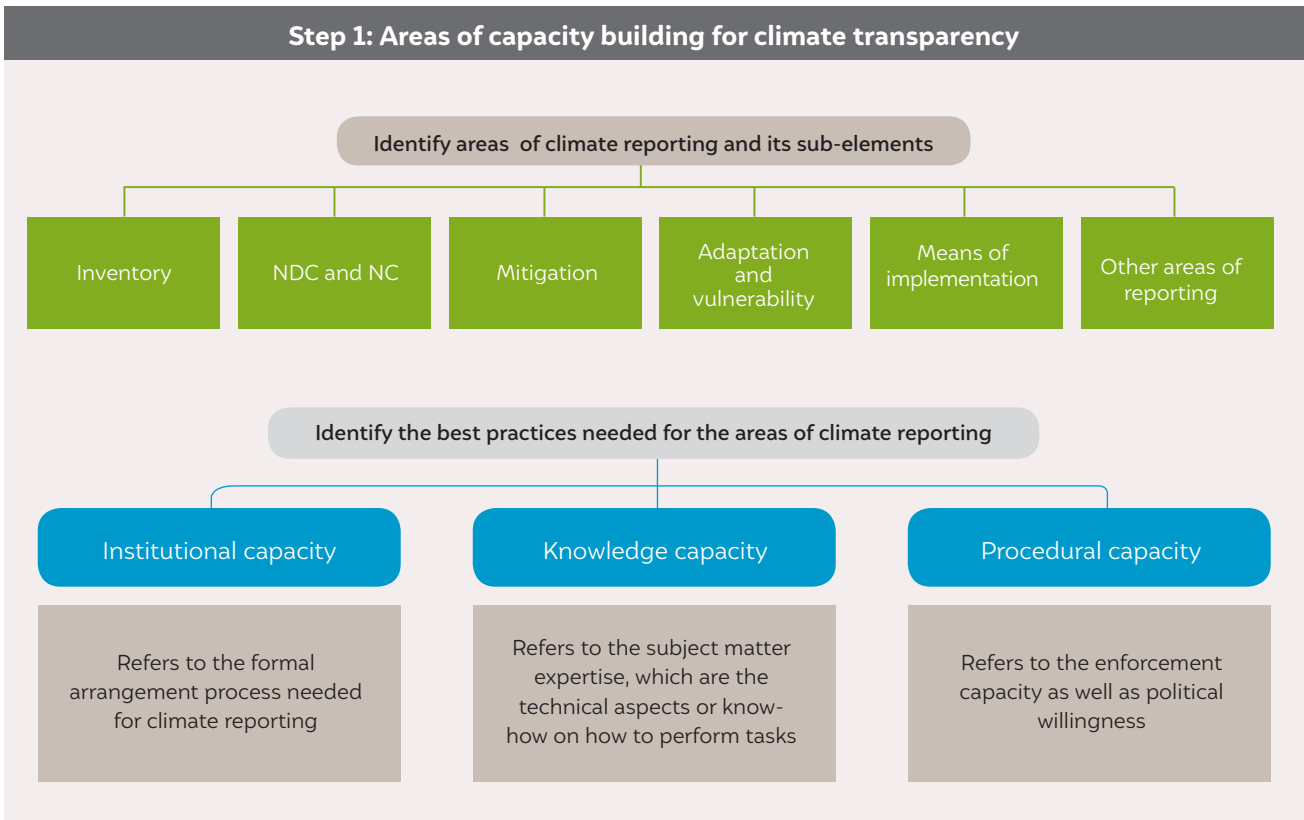 Step 1: Areas of capacity building for climate transparency
Identify areas of climate reporting and its sub-elements
Inventory
NDC and NC
Mitigation
Adaptation
and
vulnerability
Means of
implementation
Other areas of
reporting
Identify the best practices needed for the areas of climate reporting
Institutional capacity
Knowledge capacity
Procedural capacity
Refers to the formal
arrangement process needed
for climate reporting
Refers to the subject matter
expertise, which are the
technical aspects or know-
how on how to perform tasks
Refers to the enforcement
capacity as well as political
willingness